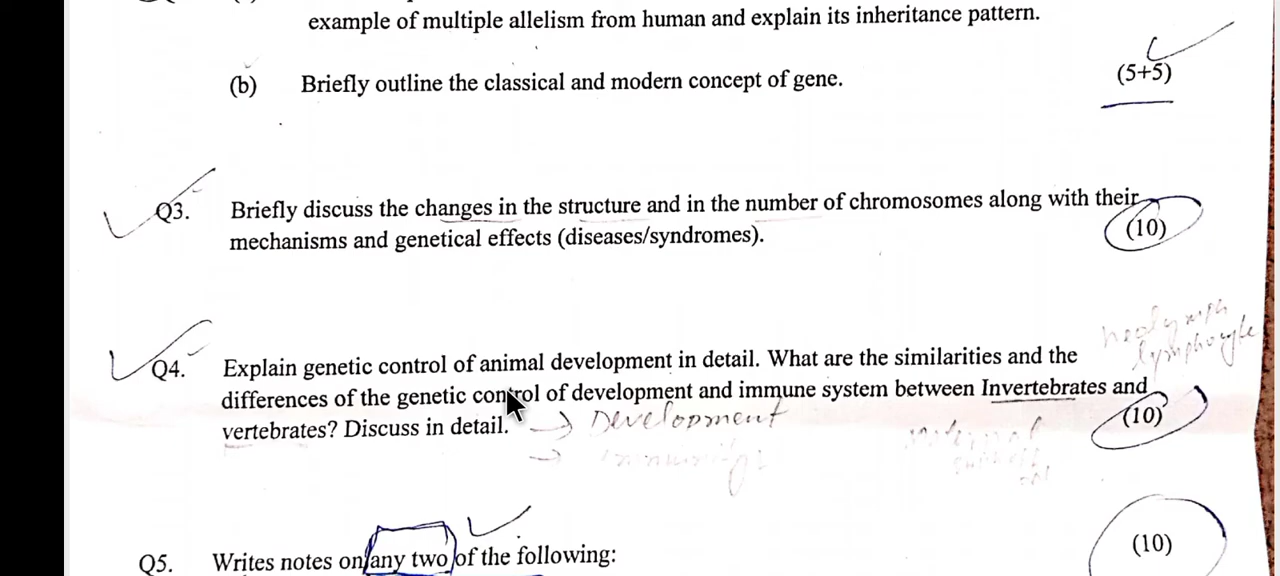 example of multiple allelism from human and explain its inheritance pattern.
(b) Briefly outline the classical and modern concept of gene. (5+5)
Q3. Briefly discuss the changes in the structure and in the number of chromosomes along with their
mechanisms and genetical effects (diseases/syndromes). (10)
Q4. Explain genetic control of animal development in detail. What are the similarities and the
differences of the genetic control of development and immune system between Invertebrates and
vertebrates? Discuss in detail. → Development (10)
Q5. Writes notes on any two of the following: (10)